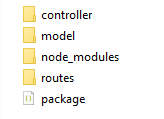 controller
model
node_modules
routes
package